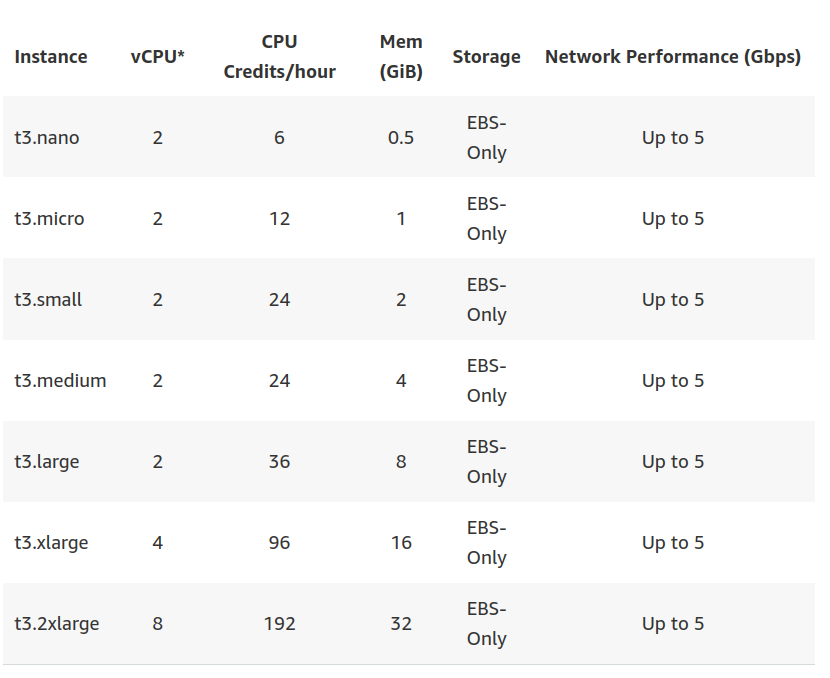 Instance vCPU* CPU Credits/hour Mem (GiB) Storage Network Performance (Gbps)
t3.nano 2 6 0.5 EBS-Only Up to 5
t3.micro 2 12 1 EBS-Only Up to 5
t3.small 2 24 2 EBS-Only Up to 5
t3.medium 2 24 4 EBS-Only Up to 5
t3.large 2 36 8 EBS-Only Up to 5
t3.xlarge 4 96 16 EBS-Only Up to 5
t3.2xlarge 8 192 32 EBS-Only Up to 5